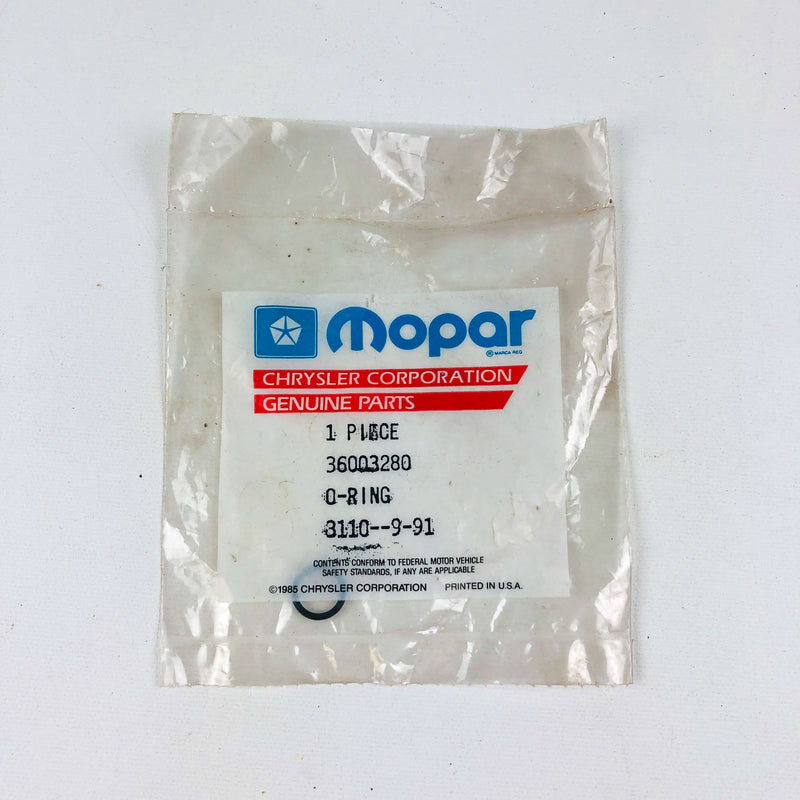 mopar
® MARCA REG
CHRYSLER CORPORATION
GENUINE PARTS
1 PIECE
36003280
O-RING
3110--9-91
CONTENTS CONFORM TO FEDERAL MOTOR VEHICLE
SAFETY STANDARDS, IF ANY ARE APPLICABLE
©1985 CHRYSLER CORPORATION PRINTED IN U.S.A.